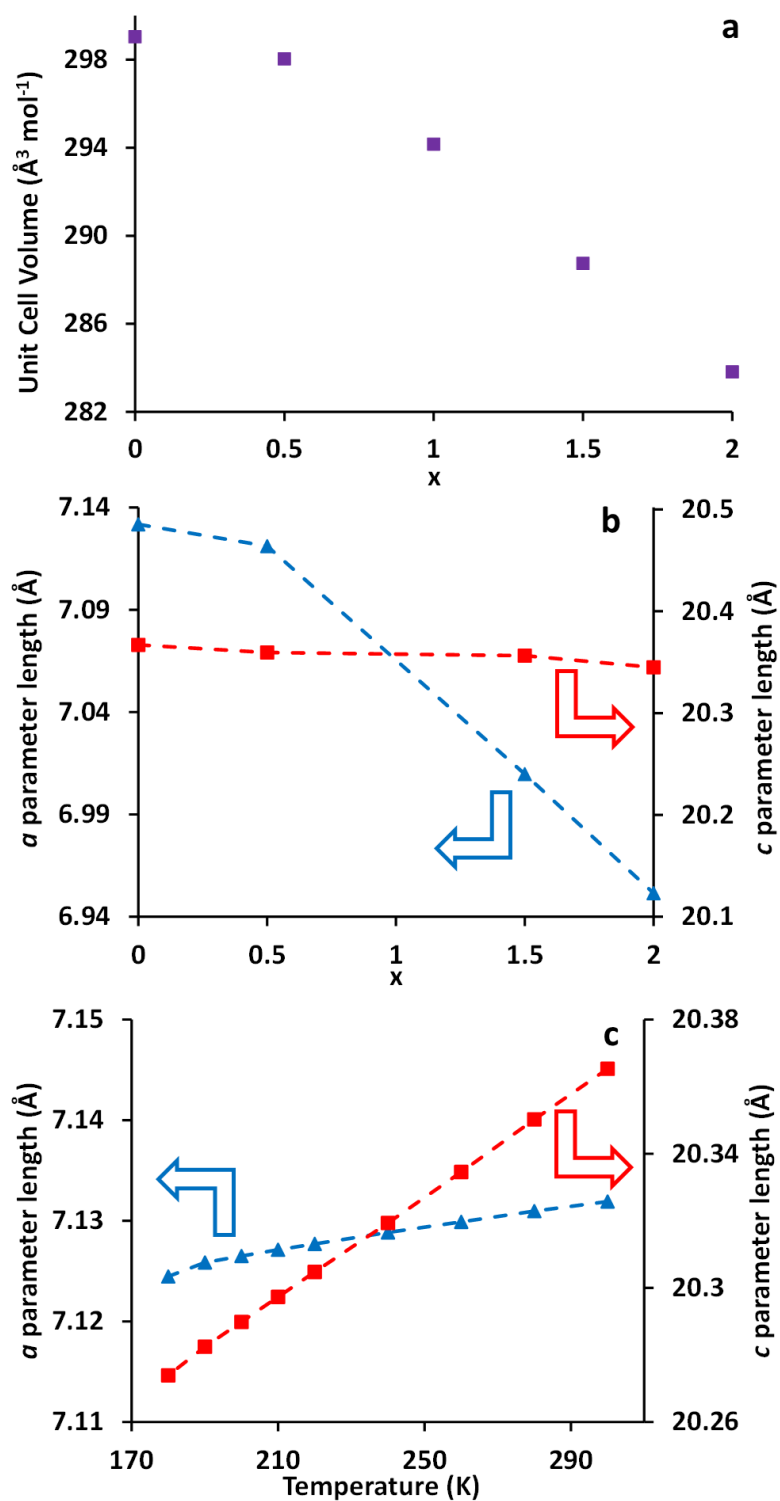 a
Unit Cell Volume (Å³ mol⁻¹)
298
294
290
286
282
0 0.5 1 1.5 2
x
b
a parameter length (Å)
7.14
7.09
7.04
6.99
6.94
c parameter length (Å)
20.5
20.4
20.3
20.2
20.1
0 0.5 1 1.5 2
x
c
a parameter length (Å)
7.15
7.14
7.13
7.12
7.11
c parameter length (Å)
20.38
20.34
20.3
20.26
170 210 250 290
Temperature (K)